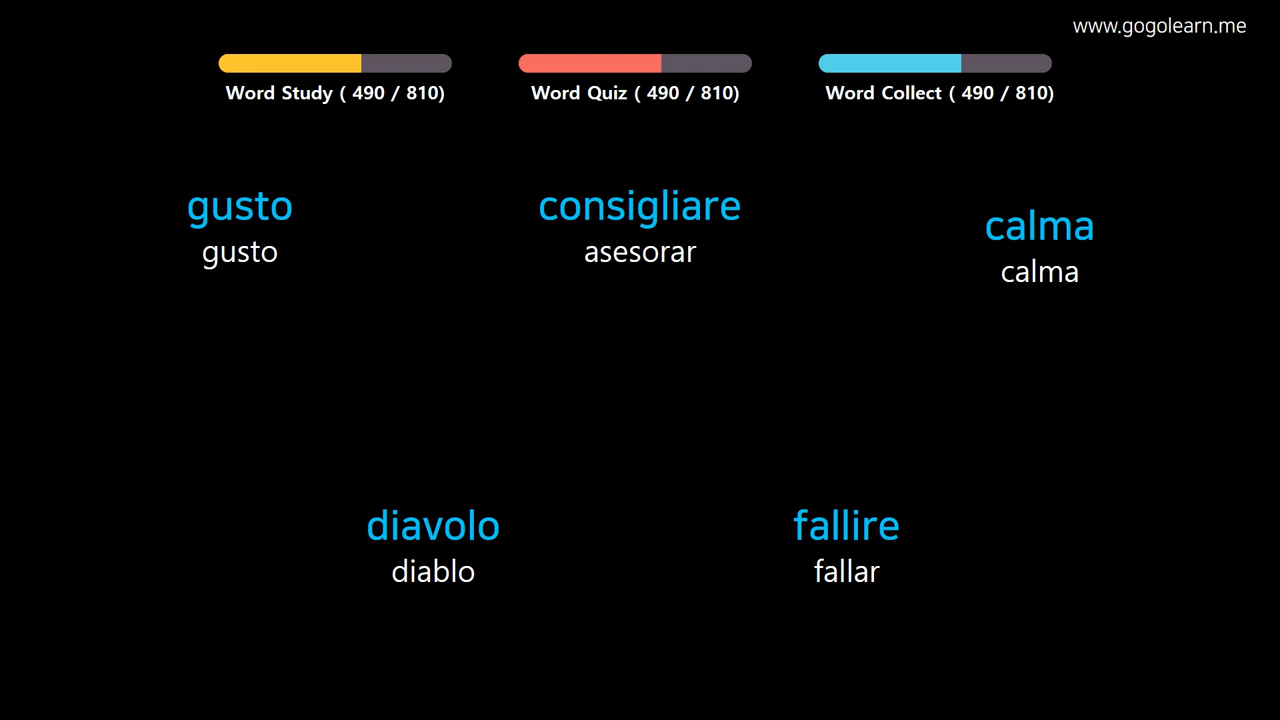 www.gogolearn.me
Word Study ( 490 / 810)
Word Quiz ( 490 / 810)
Word Collect ( 490 / 810)
gusto
gusto
consigliare
asesorar
calma
calma
diavolo
diablo
fallire
fallar